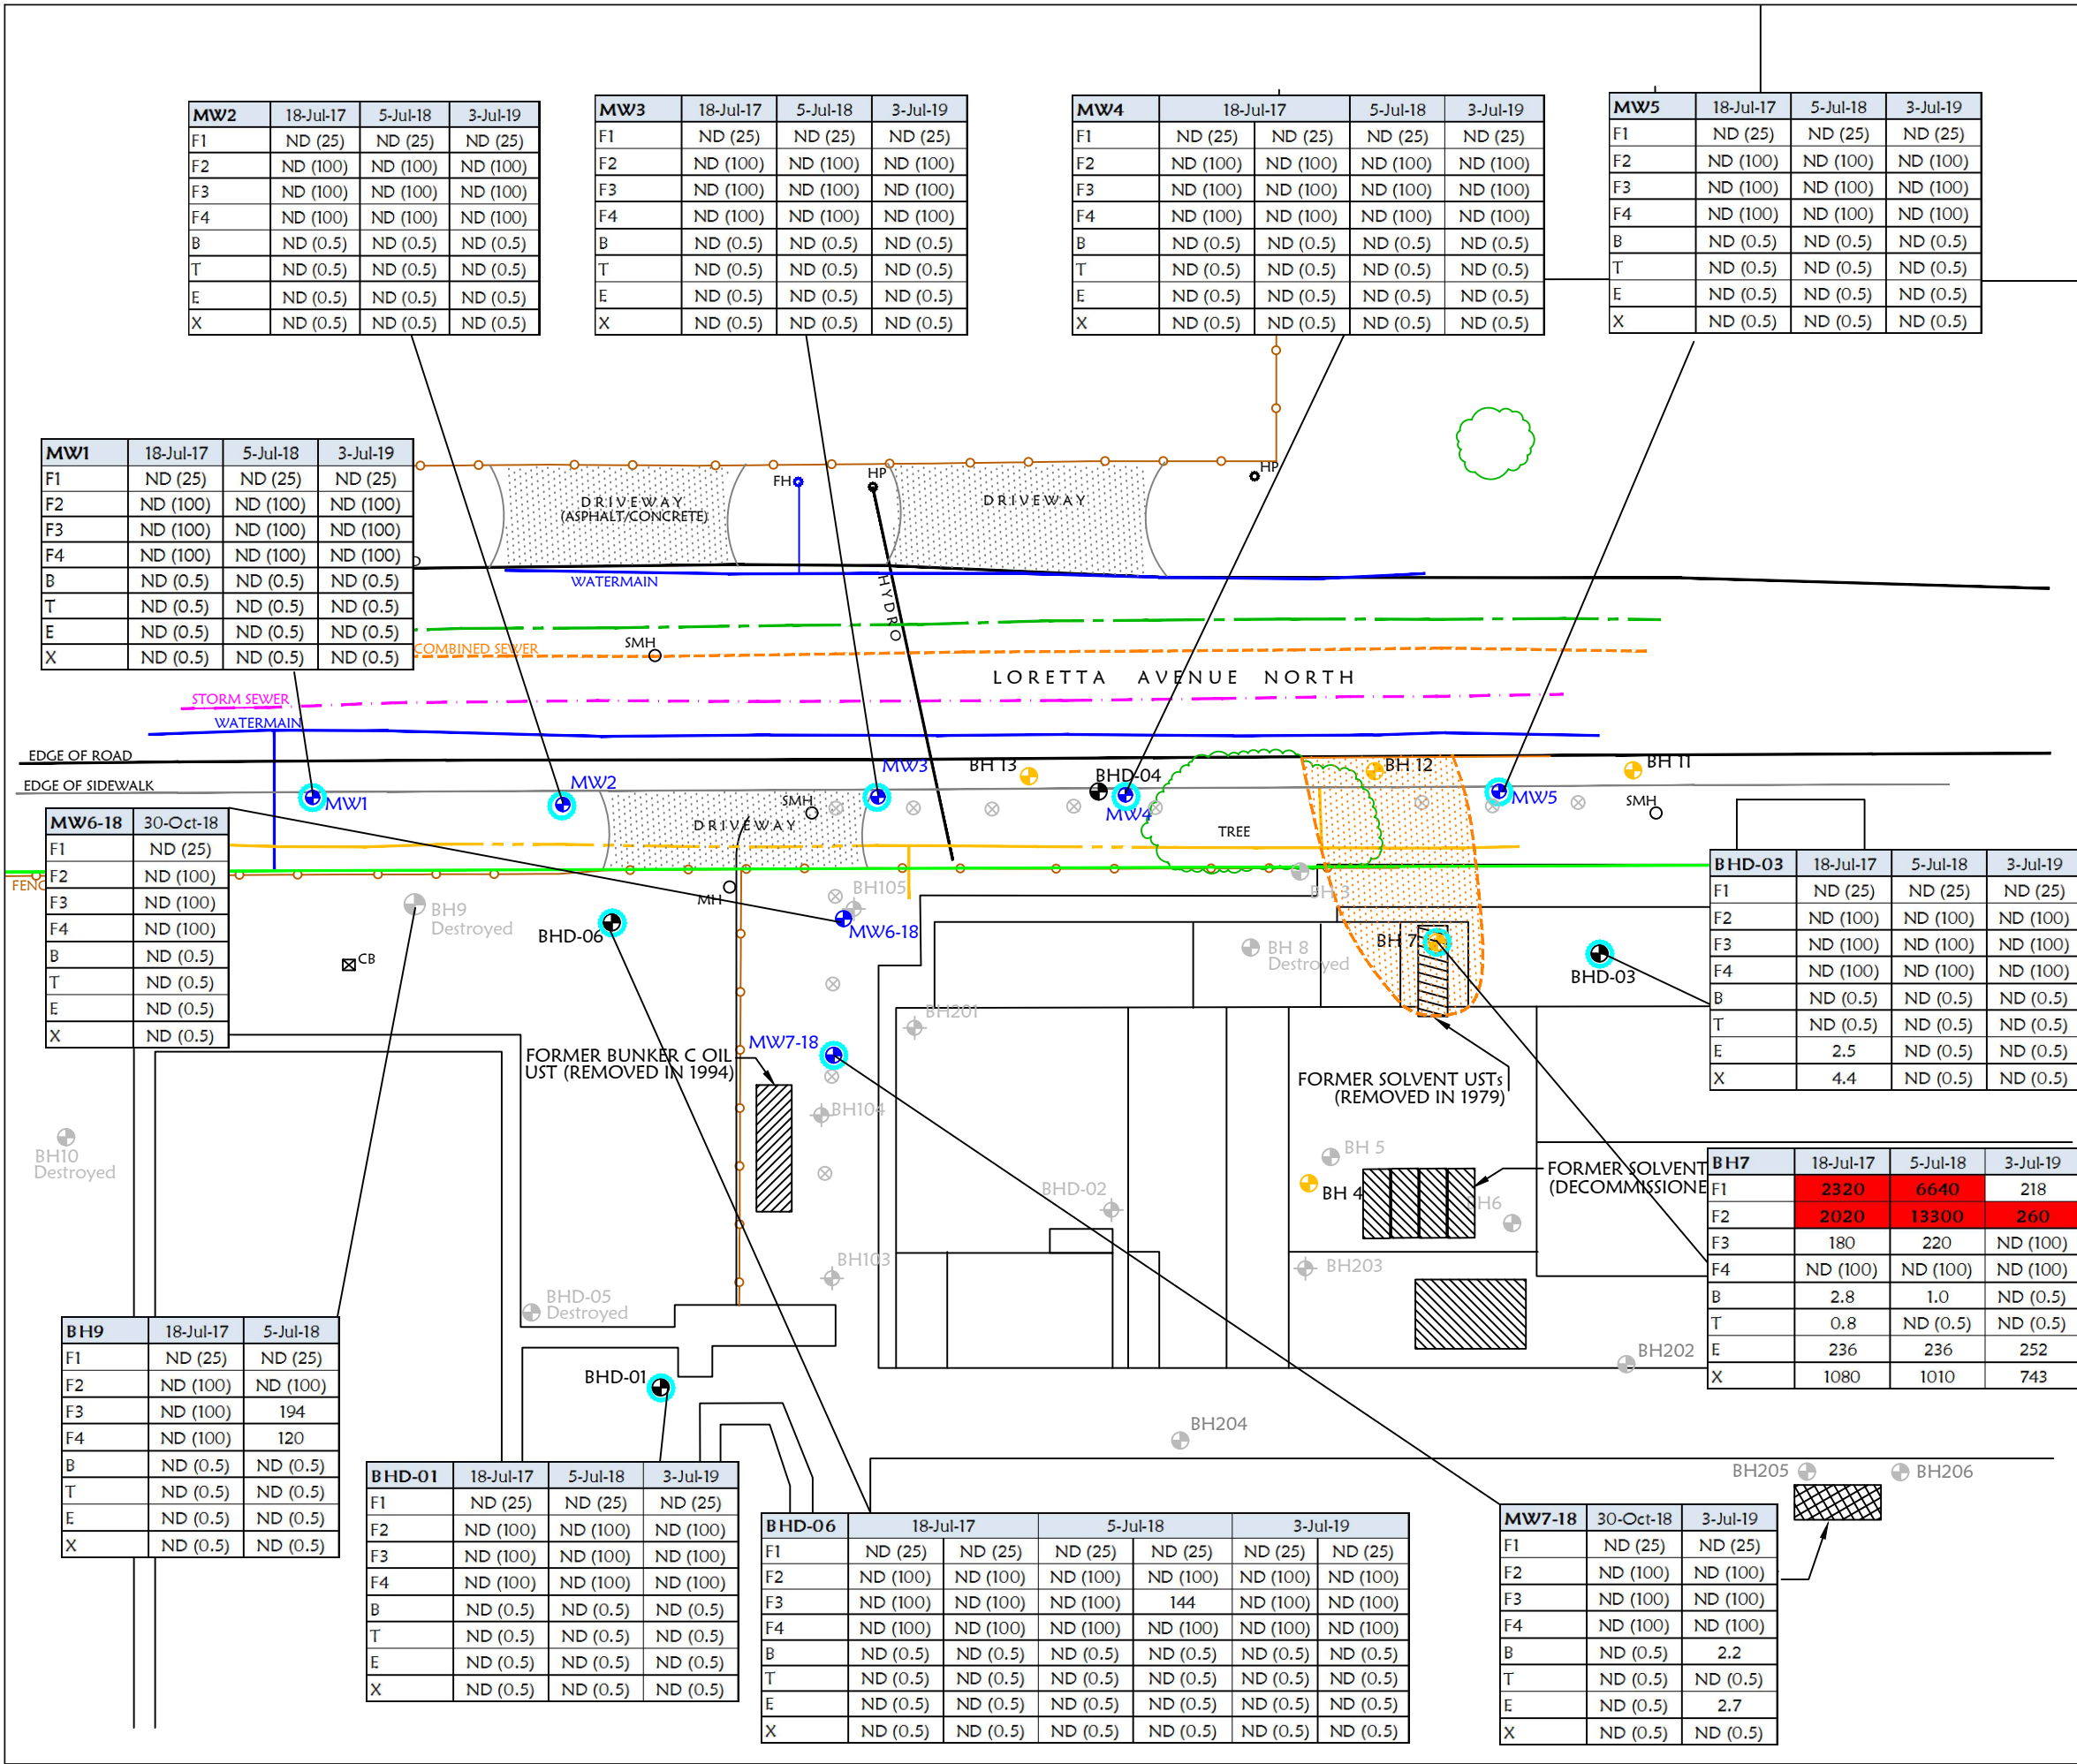 MW2 18-Jul-17 5-Jul-18 3-Jul-19
F1 ND (25) ND (25) ND (25)
F2 ND (100) ND (100) ND (100)
F3 ND (100) ND (100) ND (100)
F4 ND (100) ND (100) ND (100)
B ND (0.5) ND (0.5) ND (0.5)
T ND (0.5) ND (0.5) ND (0.5)
E ND (0.5) ND (0.5) ND (0.5)
X ND (0.5) ND (0.5) ND (0.5)
MW3 18-Jul-17 5-Jul-18 3-Jul-19
F1 ND (25) ND (25) ND (25)
F2 ND (100) ND (100) ND (100)
F3 ND (100) ND (100) ND (100)
F4 ND (100) ND (100) ND (100)
B ND (0.5) ND (0.5) ND (0.5)
T ND (0.5) ND (0.5) ND (0.5)
E ND (0.5) ND (0.5) ND (0.5)
X ND (0.5) ND (0.5) ND (0.5)
MW4 18-Jul-17 5-Jul-18 3-Jul-19
F1 ND (25) ND (25) ND (25) ND (25)
F2 ND (100) ND (100) ND (100) ND (100)
F3 ND (100) ND (100) ND (100) ND (100)
F4 ND (100) ND (100) ND (100) ND (100)
B ND (0.5) ND (0.5) ND (0.5) ND (0.5)
T ND (0.5) ND (0.5) ND (0.5) ND (0.5)
E ND (0.5) ND (0.5) ND (0.5) ND (0.5)
X ND (0.5) ND (0.5) ND (0.5) ND (0.5)
MW5 18-Jul-17 5-Jul-18 3-Jul-19
F1 ND (25) ND (25) ND (25)
F2 ND (100) ND (100) ND (100)
F3 ND (100) ND (100) ND (100)
F4 ND (100) ND (100) ND (100)
B ND (0.5) ND (0.5) ND (0.5)
T ND (0.5) ND (0.5) ND (0.5)
E ND (0.5) ND (0.5) ND (0.5)
X ND (0.5) ND (0.5) ND (0.5)
MW1 18-Jul-17 5-Jul-18 3-Jul-19
F1 ND (25) ND (25) ND (25)
F2 ND (100) ND (100) ND (100)
F3 ND (100) ND (100) ND (100)
F4 ND (100) ND (100) ND (100)
B ND (0.5) ND (0.5) ND (0.5)
T ND (0.5) ND (0.5) ND (0.5)
E ND (0.5) ND (0.5) ND (0.5)
X ND (0.5) ND (0.5) ND (0.5)
DRIVEWAY
(ASPHALT/CONCRETE)
FH
HP
DRIVEWAY
HP
WATERMAIN
HYDRO
COMBINED SEWER
SMH
LORETTA AVENUE NORTH
STORM SEWER
WATERMAIN
EDGE OF ROAD
EDGE OF SIDEWALK
MW1
MW2
MW3
BH 13
BHD-04
MW4
BH 12
MW5
BH 11
SMH
SMH
DRIVEWAY
TREE
MW6-18 30-Oct-18
F1 ND (25)
F2 ND (100)
F3 ND (100)
F4 ND (100)
B ND (0.5)
T ND (0.5)
E ND (0.5)
X ND (0.5)
FENC
BH9
Destroyed
CB
BHD-06
MH
BH105
MW6-18
BH 3
BH 8
Destroyed
BH 7
BHD-03
BHD-03 18-Jul-17 5-Jul-18 3-Jul-19
F1 ND (25) ND (25) ND (25)
F2 ND (100) ND (100) ND (100)
F3 ND (100) ND (100) ND (100)
F4 ND (100) ND (100) ND (100)
B ND (0.5) ND (0.5) ND (0.5)
T ND (0.5) ND (0.5) ND (0.5)
E 2.5 ND (0.5) ND (0.5)
X 4.4 ND (0.5) ND (0.5)
BH201
MW7-18
FORMER BUNKER C OIL
UST (REMOVED IN 1994)
FORMER SOLVENT USTs
(REMOVED IN 1979)
BH104
BH10
Destroyed
BH 5
BH 4
FORMER SOLVENT
(DECOMMISSIONE
H6
BHD-02
BH103
BH203
BHD-05
Destroyed
BH202
BH7 18-Jul-17 5-Jul-18 3-Jul-19
F1 2320 6640 218
F2 2020 13300 260
F3 180 220 ND (100)
F4 ND (100) ND (100) ND (100)
B 2.8 1.0 ND (0.5)
T 0.8 ND (0.5) ND (0.5)
E 236 236 252
X 1080 1010 743
BH9 18-Jul-17 5-Jul-18
F1 ND (25) ND (25)
F2 ND (100) ND (100)
F3 ND (100) 194
F4 ND (100) 120
B ND (0.5) ND (0.5)
T ND (0.5) ND (0.5)
E ND (0.5) ND (0.5)
X ND (0.5) ND (0.5)
BHD-01
BH204
BH205
BH206
BHD-01 18-Jul-17 5-Jul-18 3-Jul-19
F1 ND (25) ND (25) ND (25)
F2 ND (100) ND (100) ND (100)
F3 ND (100) ND (100) ND (100)
F4 ND (100) ND (100) ND (100)
B ND (0.5) ND (0.5) ND (0.5)
T ND (0.5) ND (0.5) ND (0.5)
E ND (0.5) ND (0.5) ND (0.5)
X ND (0.5) ND (0.5) ND (0.5)
BHD-06 18-Jul-17 5-Jul-18 3-Jul-19
F1 ND (25) ND (25) ND (25) ND (25) ND (25) ND (25)
F2 ND (100) ND (100) ND (100) ND (100) ND (100) ND (100)
F3 ND (100) ND (100) ND (100) 144 ND (100) ND (100)
F4 ND (100) ND (100) ND (100) ND (100) ND (100) ND (100)
B ND (0.5) ND (0.5) ND (0.5) ND (0.5) ND (0.5) ND (0.5)
T ND (0.5) ND (0.5) ND (0.5) ND (0.5) ND (0.5) ND (0.5)
E ND (0.5) ND (0.5) ND (0.5) ND (0.5) ND (0.5) ND (0.5)
X ND (0.5) ND (0.5) ND (0.5) ND (0.5) ND (0.5) ND (0.5)
MW7-18 30-Oct-18 3-Jul-19
F1 ND (25) ND (25)
F2 ND (100) ND (100)
F3 ND (100) ND (100)
F4 ND (100) ND (100)
B ND (0.5) 2.2
T ND (0.5) ND (0.5)
E ND (0.5) 2.7
X ND (0.5) ND (0.5)